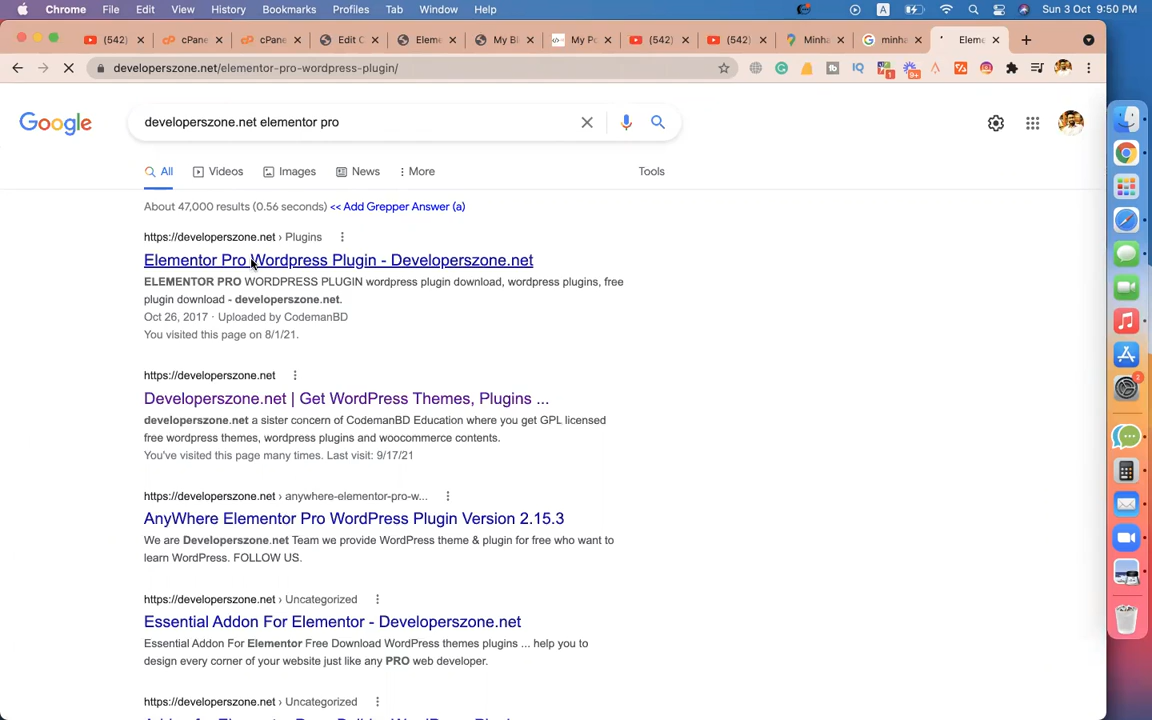 Chrome File Edit View History Bookmarks Profiles Tab Window Help A Sun 3 Oct 9:50 PM
(542) cPane cPane Edit C Eleme My Bl My Po (542) (542) Minha minha Eleme
developerszone.net/elementor-pro-wordpress-plugin/
Google developerszone.net elementor pro
All Videos Images News More Tools
About 47,000 results (0.56 seconds) << Add Grepper Answer (a)
https://developerszone.net › Plugins
Elementor Pro Wordpress Plugin - Developerszone.net
ELEMENTOR PRO WORDPRESS PLUGIN wordpress plugin download, wordpress plugins, free
plugin download - developerszone.net.
Oct 26, 2017 · Uploaded by CodemanBD
You visited this page on 8/1/21.
https://developerszone.net
Developerszone.net | Get WordPress Themes, Plugins ...
developerszone.net a sister concern of CodemanBD Education where you get GPL licensed
free wordpress themes, wordpress plugins and woocommerce contents.
You've visited this page many times. Last visit: 9/17/21
https://developerszone.net › anywhere-elementor-pro-w...
AnyWhere Elementor Pro WordPress Plugin Version 2.15.3
We are Developerszone.net Team we provide WordPress theme & plugin for free who want to
learn WordPress. FOLLOW US.
https://developerszone.net › Uncategorized
Essential Addon For Elementor - Developerszone.net
Essential Addon For Elementor Free Download WordPress themes plugins ... help you to
design every corner of your website just like any PRO web developer.
https://developerszone.net › Uncategorized